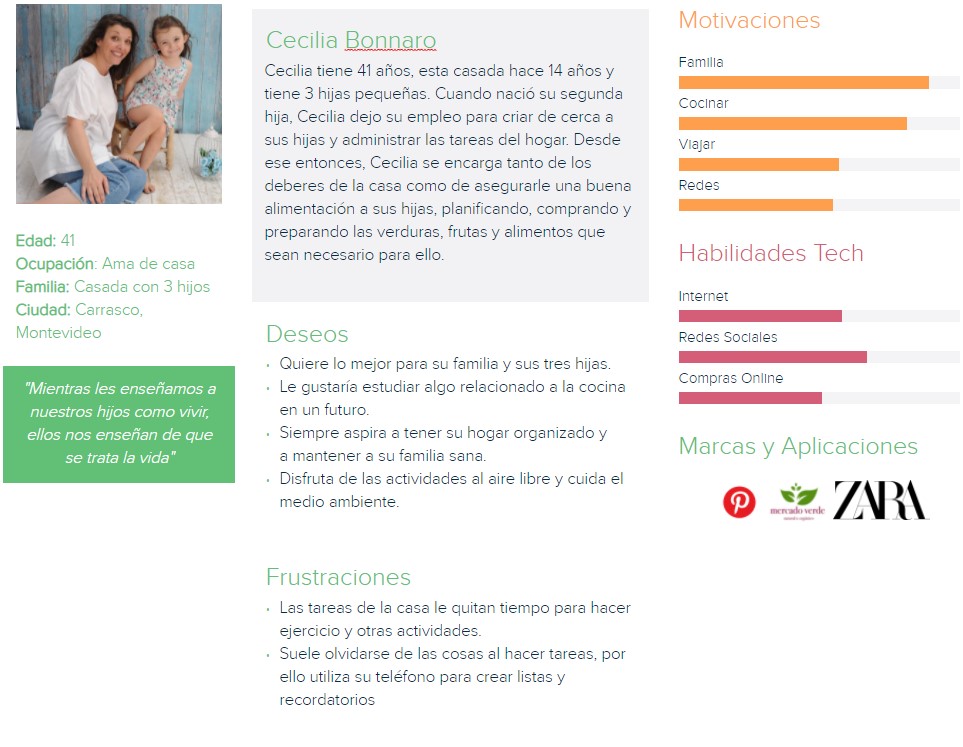 Edad: 41
Ocupación: Ama de casa
Familia: Casada con 3 hijos
Ciudad: Carrasco,
Montevideo
"Mientras les enseñamos a
nuestros hijos como vivir,
ellos nos enseñan de que
se trata la vida"
Cecilia Bonnaro
Cecilia tiene 41 años, esta casada hace 14 años y
tiene 3 hijas pequeñas. Cuando nació su segunda
hija, Cecilia dejo su empleo para criar de cerca a
sus hijas y administrar las tareas del hogar. Desde
ese entonces, Cecilia se encarga tanto de los
deberes de la casa como de asegurarle una buena
alimentación a sus hijas, planificando, comprando y
preparando las verduras, frutas y alimentos que
sean necesario para ello.
Deseos
· Quiere lo mejor para su familia y sus tres hijas.
· Le gustaría estudiar algo relacionado a la cocina
en un futuro.
· Siempre aspira a tener su hogar organizado y
a mantener a su familia sana.
· Disfruta de las actividades al aire libre y cuida el
medio ambiente.
Frustraciones
· Las tareas de la casa le quitan tiempo para hacer
ejercicio y otras actividades.
· Suele olvidarse de las cosas al hacer tareas, por
ello utiliza su teléfono para crear listas y
recordatorios
Motivaciones
Familia
Cocinar
Viajar
Redes
Habilidades Tech
Internet
Redes Sociales
Compras Online
Marcas y Aplicaciones
mercado verde
ZARA